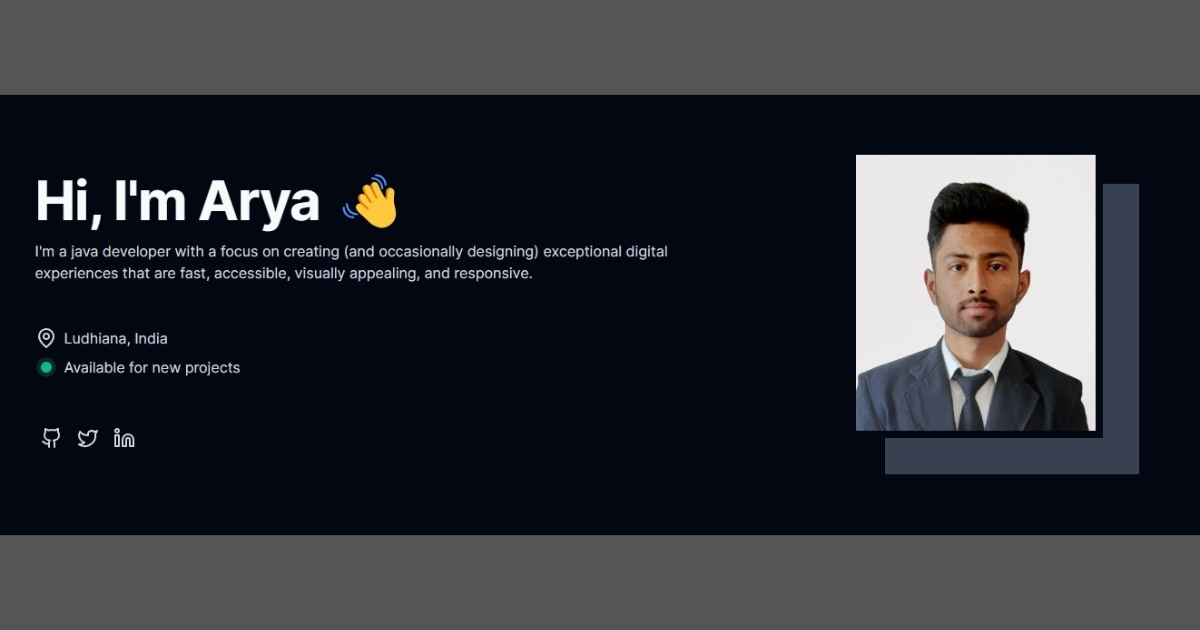 Hi, I'm Arya 👋
I'm a java developer with a focus on creating (and occasionally designing) exceptional digital
experiences that are fast, accessible, visually appealing, and responsive.
Ludhiana, India
Available for new projects